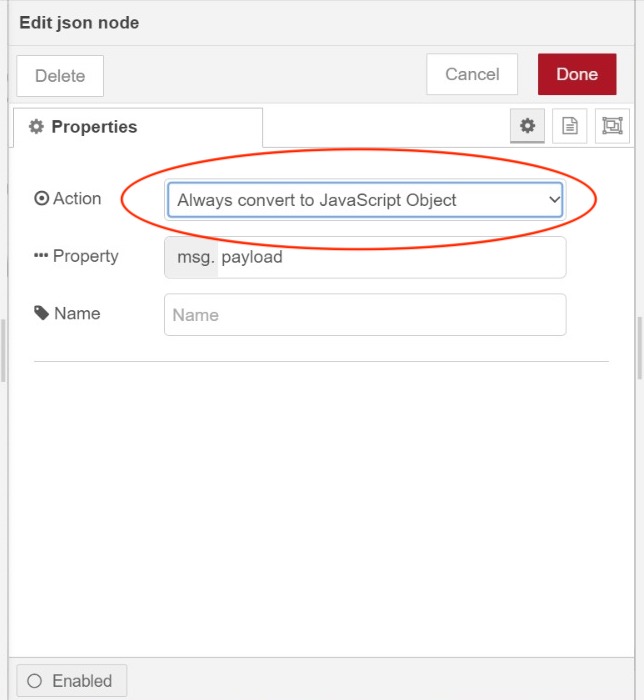 Edit json node
Delete
Cancel
Done
Properties
Action
Always convert to JavaScript Object
Property
msg. payload
Name
Name
Enabled